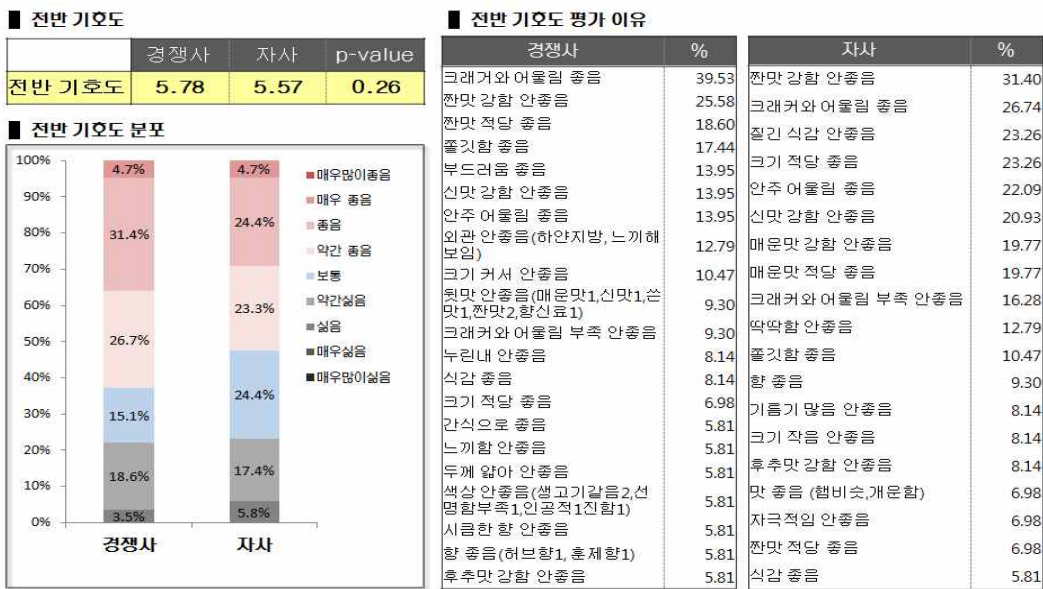 ■ 전반 기호도
경쟁사 자사 p-value
전반 기호도 5.78 5.57 0.26
■ 전반 기호도 분포
100%
90%
80%
70%
60%
50%
40%
30%
20%
10%
0%
4.7%
31.4%
26.7%
15.1%
18.6%
3.5%
경쟁사
4.7%
24.4%
23.3%
24.4%
17.4%
5.8%
자사
매우많이좋음
매우 좋음
좋음
약간 좋음
보통
약간싫음
싫음
매우싫음
매우많이싫음
■ 전반 기호도 평가 이유
경쟁사 %
크래거와 어울림 좋음 39.53
짠맛 강함 안좋음 25.58
짠맛 적당 좋음 18.60
쫄깃함 좋음 17.44
부드러움 좋음 13.95
신맛 강함 안좋음 13.95
안주 어울림 좋음 13.95
외관 안좋음(하얀지방, 느끼해
보임) 12.79
크기 커서 안좋음 10.47
뒷맛 안좋음(매운맛1,신맛1,쓴
맛1,짠맛2,향신료1) 9.30
크래커와 어울림 부족 안좋음 9.30
누린내 안좋음 8.14
식감 좋음 8.14
크기 적당 좋음 6.98
간식으로 좋음 5.81
느끼함 안좋음 5.81
두께 얇아 안좋음 5.81
색상 안좋음(생고기같음2,선
명함부족1,인공적1진함1) 5.81
시큼한 향 안좋음 5.81
향 좋음(허브향1, 훈제향1) 5.81
후추맛 강함 안좋음 5.81
자사 %
짠맛 강함 안좋음 31.40
크래커와 어울림 좋음 26.74
질긴 식감 안좋음 23.26
크기 적당 좋음 23.26
안주 어울림 좋음 22.09
신맛 강함 안좋음 20.93
매운맛 강함 안좋음 19.77
매운맛 적당 좋음 19.77
크래커와 어울림 부족 안좋음 16.28
딱딱함 안좋음 12.79
쫄깃함 좋음 10.47
향 좋음 9.30
기름기 많음 안좋음 8.14
크기 작음 안좋음 8.14
후추맛 강함 안좋음 8.14
맛 좋음 (햄비슷,개운함) 6.98
자극적임 안좋음 6.98
짠맛 적당 좋음 6.98
식감 좋음 5.81